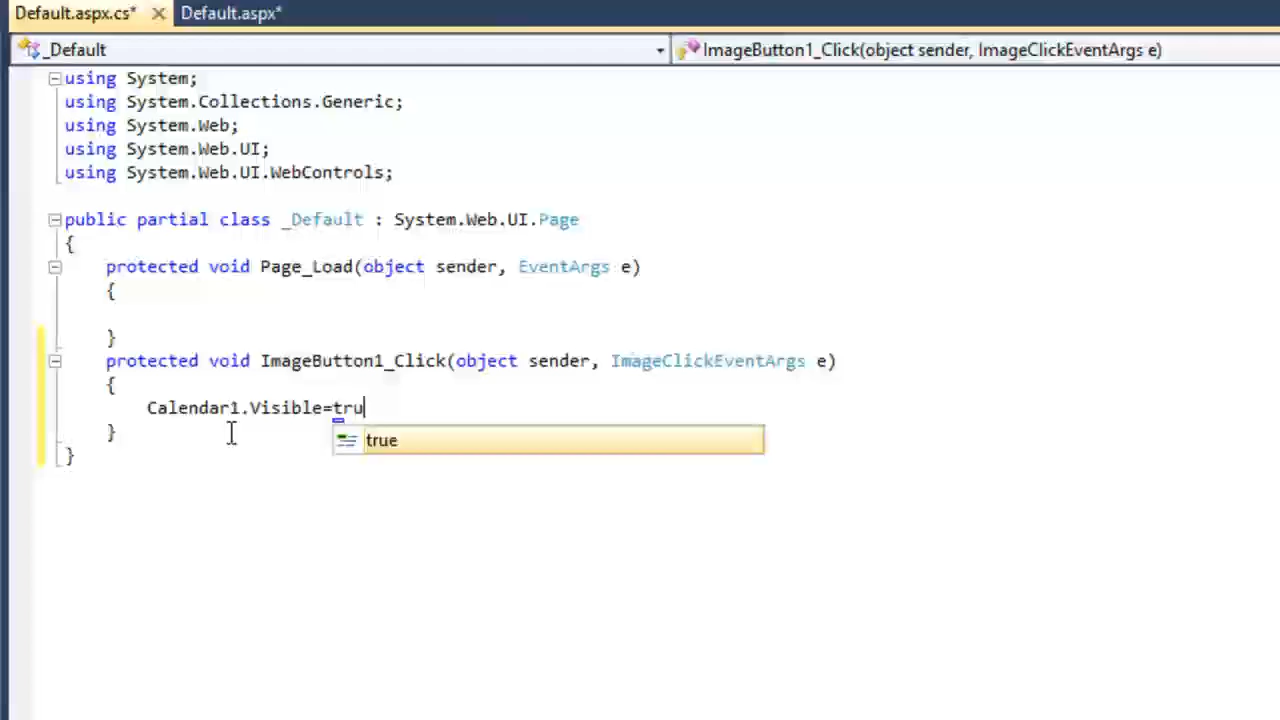 Default.aspx.cs* Default.aspx*
_Default ImageButton1_Click(object sender, ImageClickEventArgs e)
using System;
using System.Collections.Generic;
using System.Web;
using System.Web.UI;
using System.Web.UI.WebControls;
public partial class _Default : System.Web.UI.Page
{
protected void Page_Load(object sender, EventArgs e)
{
}
protected void ImageButton1_Click(object sender, ImageClickEventArgs e)
{
Calendar1.Visible=tru
}
true
}